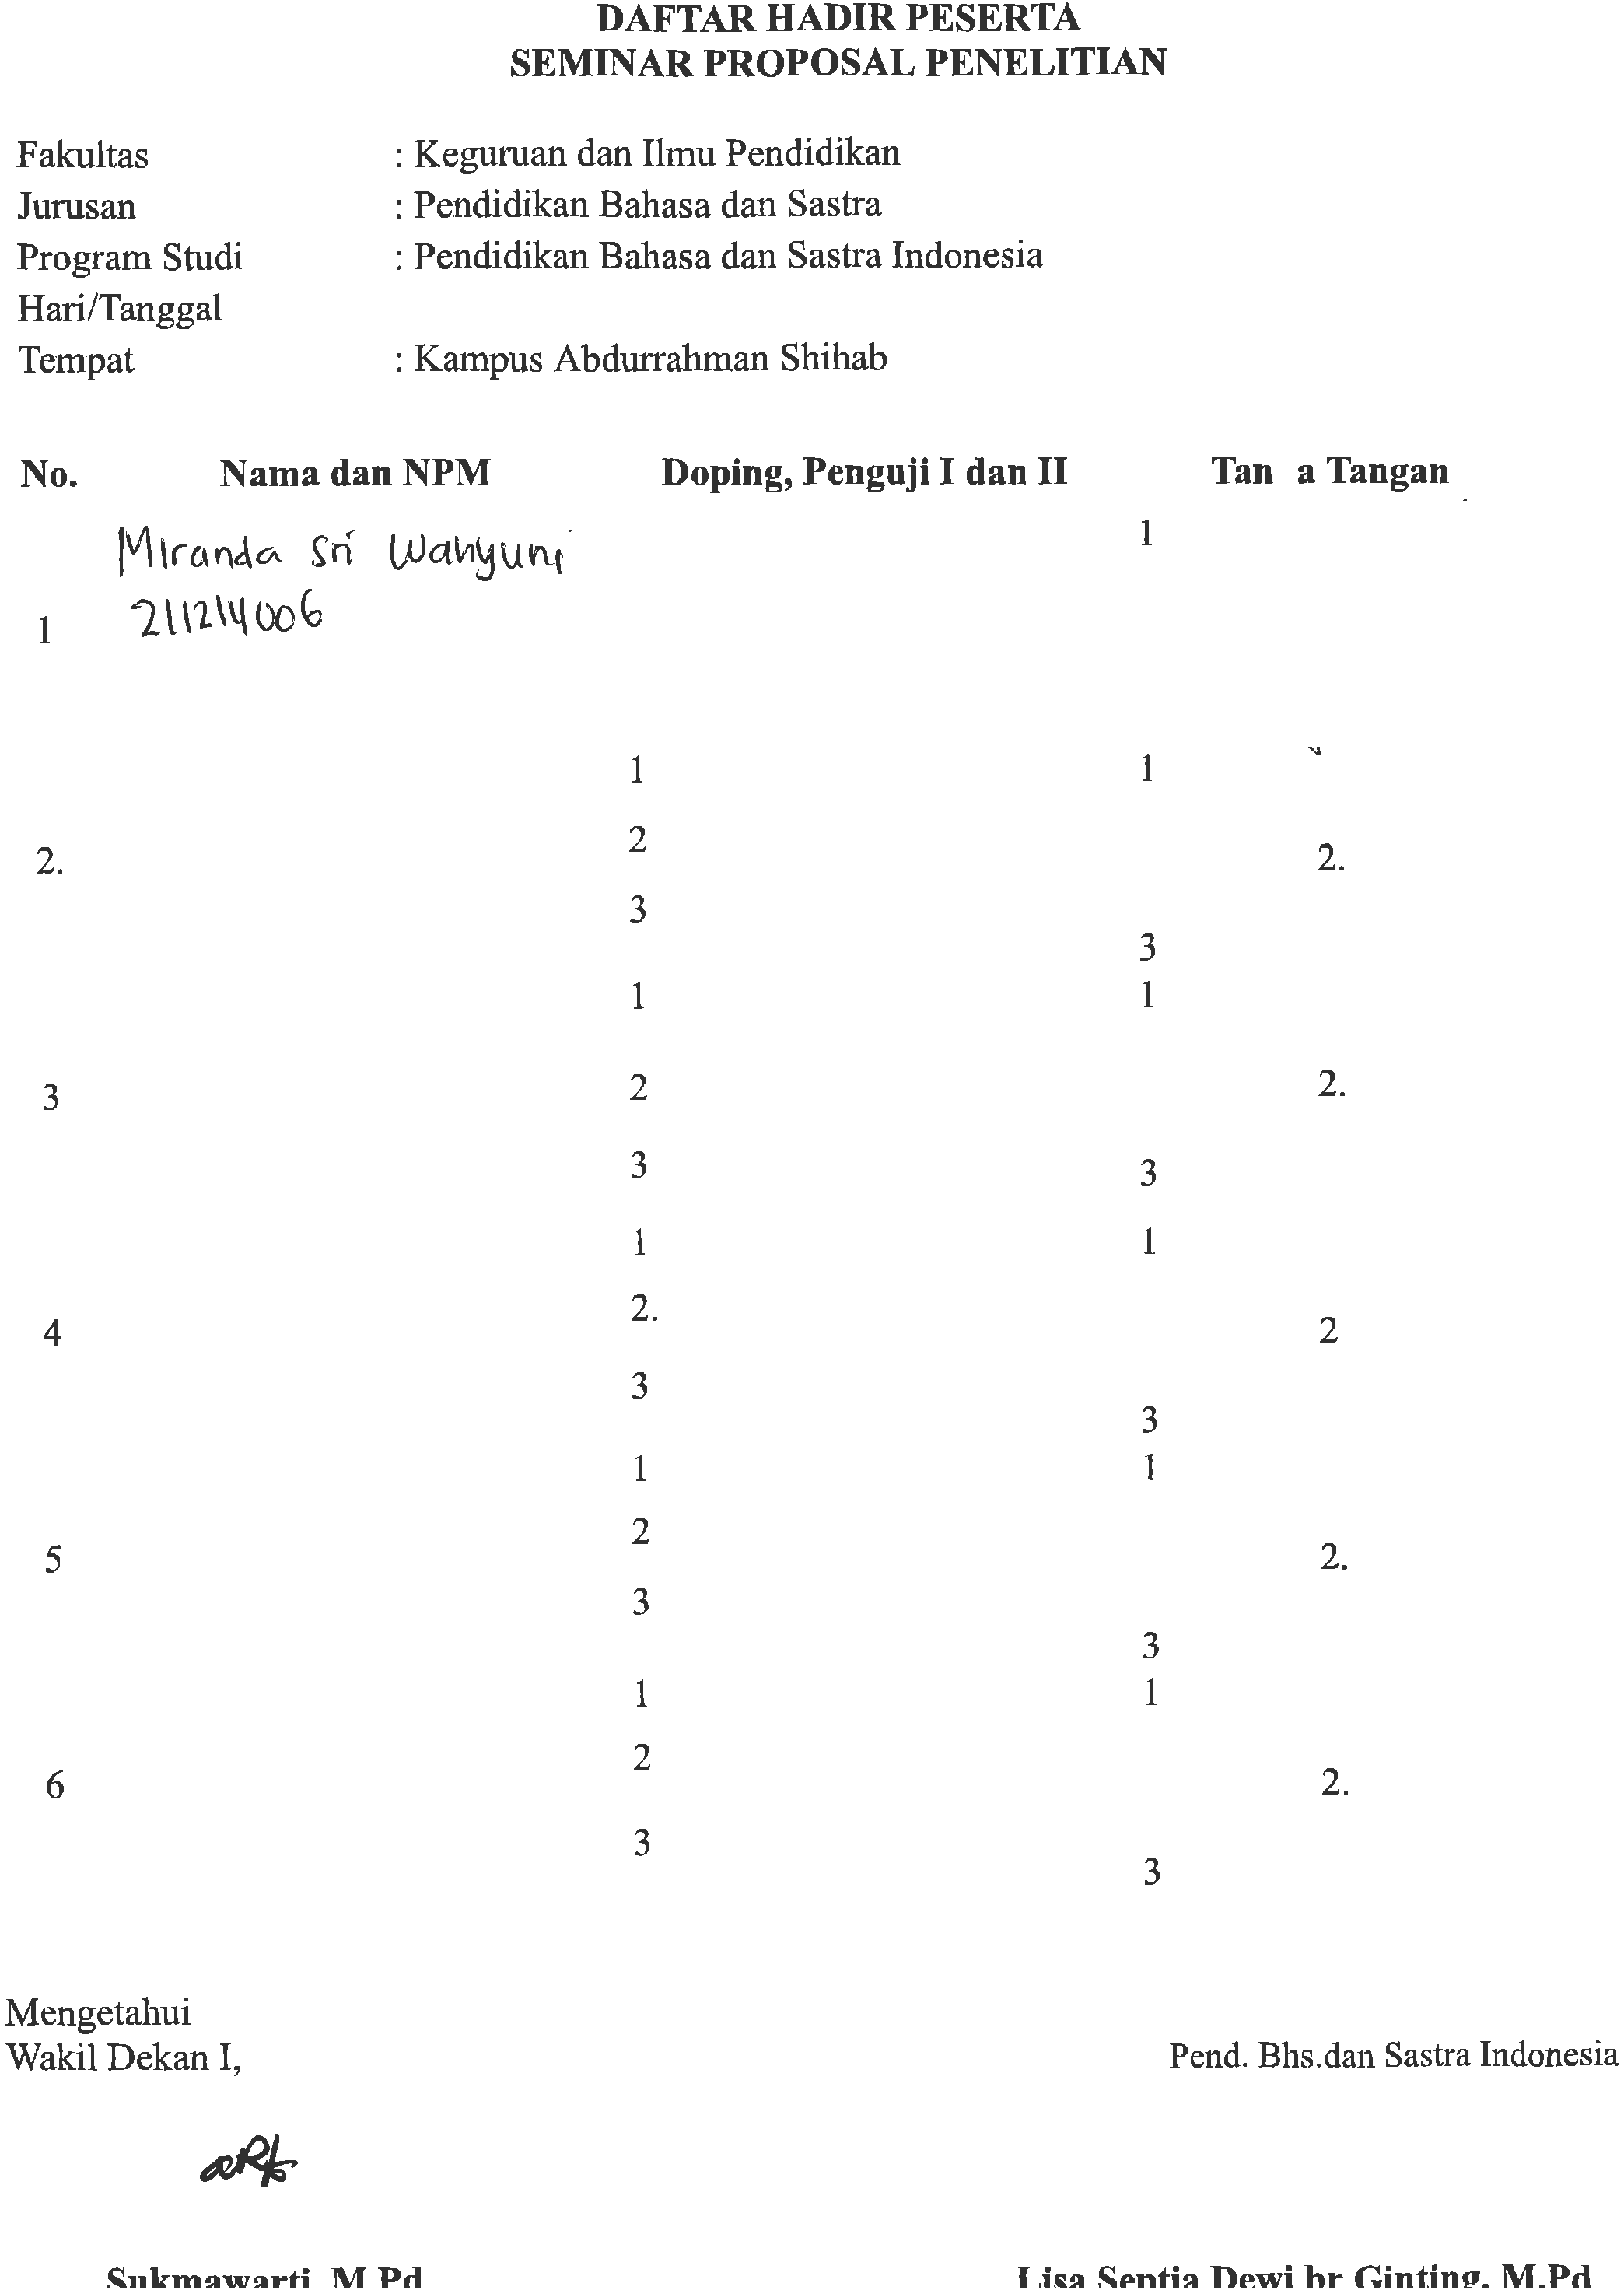 DAFTAR HADIR PESERTA
SEMINAR PROPOSAL PENELITIAN
Fakultas : Keguruan dan Ilmu Pendidikan
Jurusan : Pendidikan Bahasa dan Sastra
Program Studi : Pendidikan Bahasa dan Sastra Indonesia
Hari/Tanggal
Tempat : Kampus Abdurrahman Shihab
No. Nama dan NPM Doping, Penguji I dan II Tan a Tangan
1
Miranda Sri Wahyuni
1 211214006
1 1
2
2. 2.
3
3
1 1
3 2 2.
3 3
1 1
2.
4 2
3
3
1 1
2
5 2.
3
3
1 1
2
6 2.
3
3
Mengetahui
Wakil Dekan I, Pend. Bhs.dan Sastra Indonesia
Sukmawarti M Pd Lisa Sentia Dewi br Ginting, M.Pd